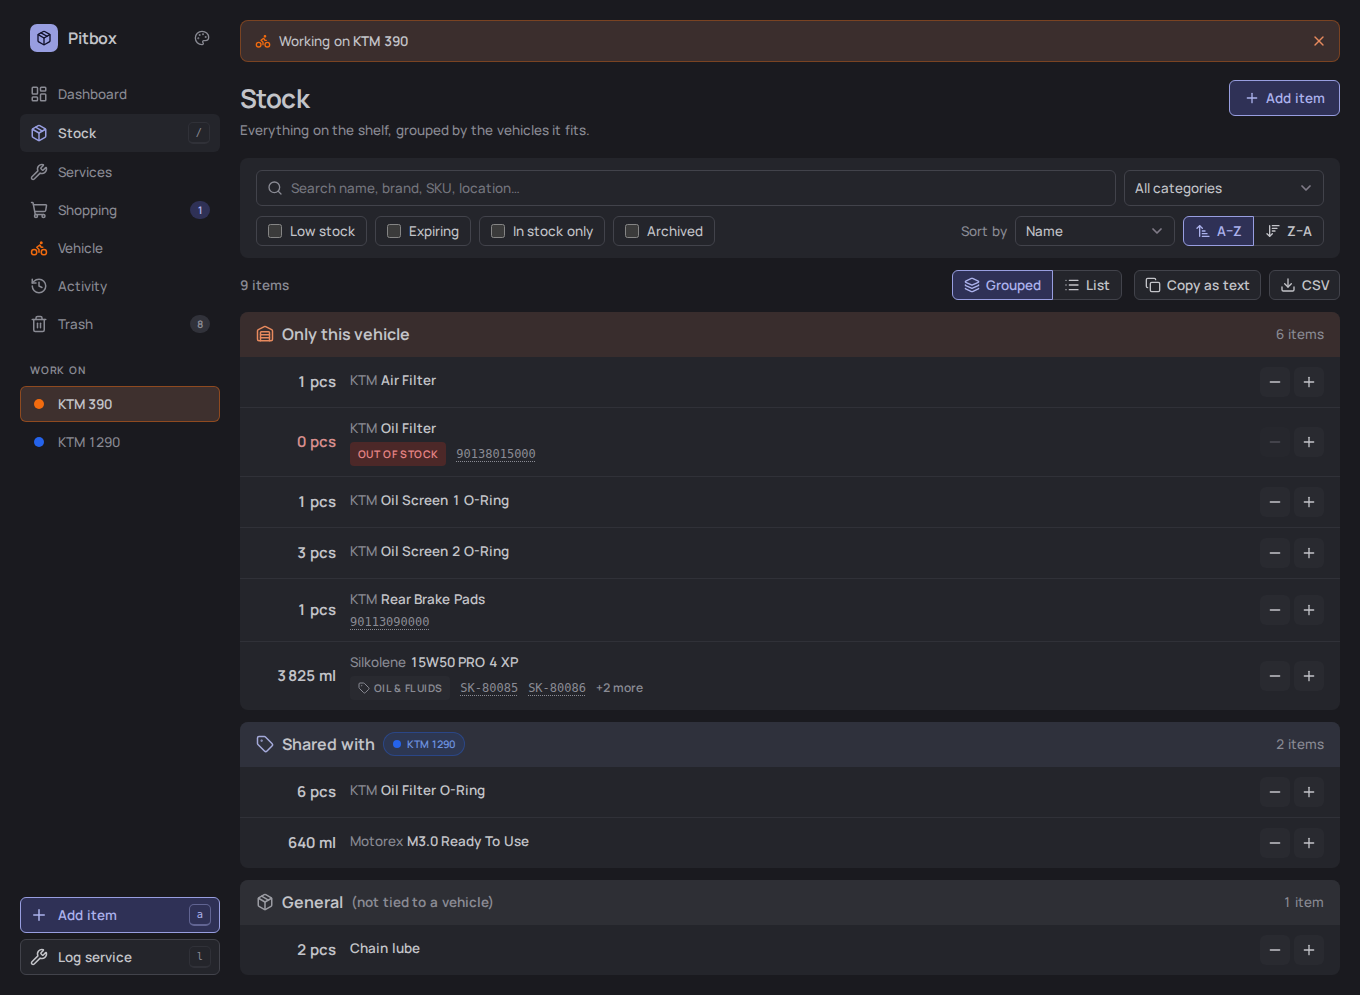 Pitbox
Dashboard
Stock /
Services
Shopping 1
Vehicle
Activity
Trash 8
WORK ON
KTM 390
KTM 1290
Add item a
Log service l
Working on KTM 390
Stock
Add item
Everything on the shelf, grouped by the vehicles it fits.
Search name, brand, SKU, location...
All categories
Low stock
Expiring
In stock only
Archived
Sort by
Name
A-Z
Z-A
9 items
Grouped
List
Copy as text
CSV
Only this vehicle 6 items
1 pcs KTM Air Filter
0 pcs KTM Oil Filter
OUT OF STOCK 90138015000
1 pcs KTM Oil Screen 1 O-Ring
3 pcs KTM Oil Screen 2 O-Ring
1 pcs KTM Rear Brake Pads
90113090000
3 825 ml Silkolene 15W50 PRO 4 XP
OIL & FLUIDS SK-80085 SK-80086 +2 more
Shared with KTM 1290 2 items
6 pcs KTM Oil Filter O-Ring
640 ml Motorex M3.0 Ready To Use
General (not tied to a vehicle) 1 item
2 pcs Chain lube